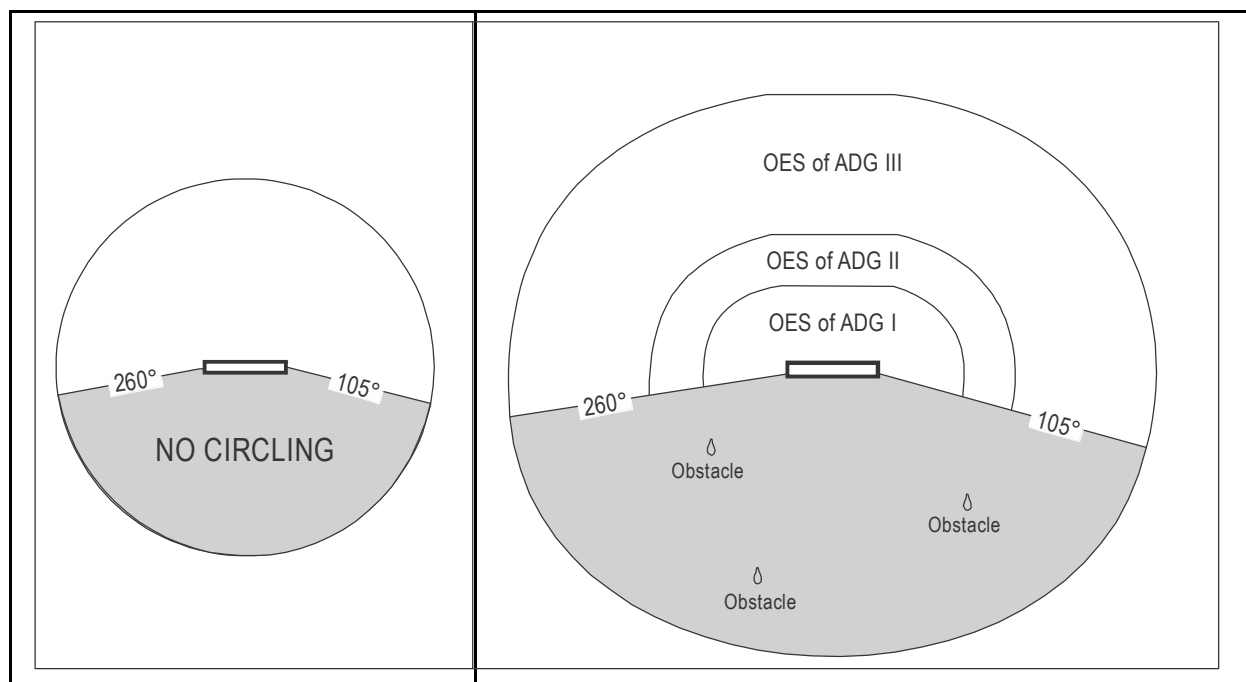 260°
105°
NO CIRCLING
OES of ADG III
OES of ADG II
OES of ADG I
260°
105°
Obstacle
Obstacle
Obstacle